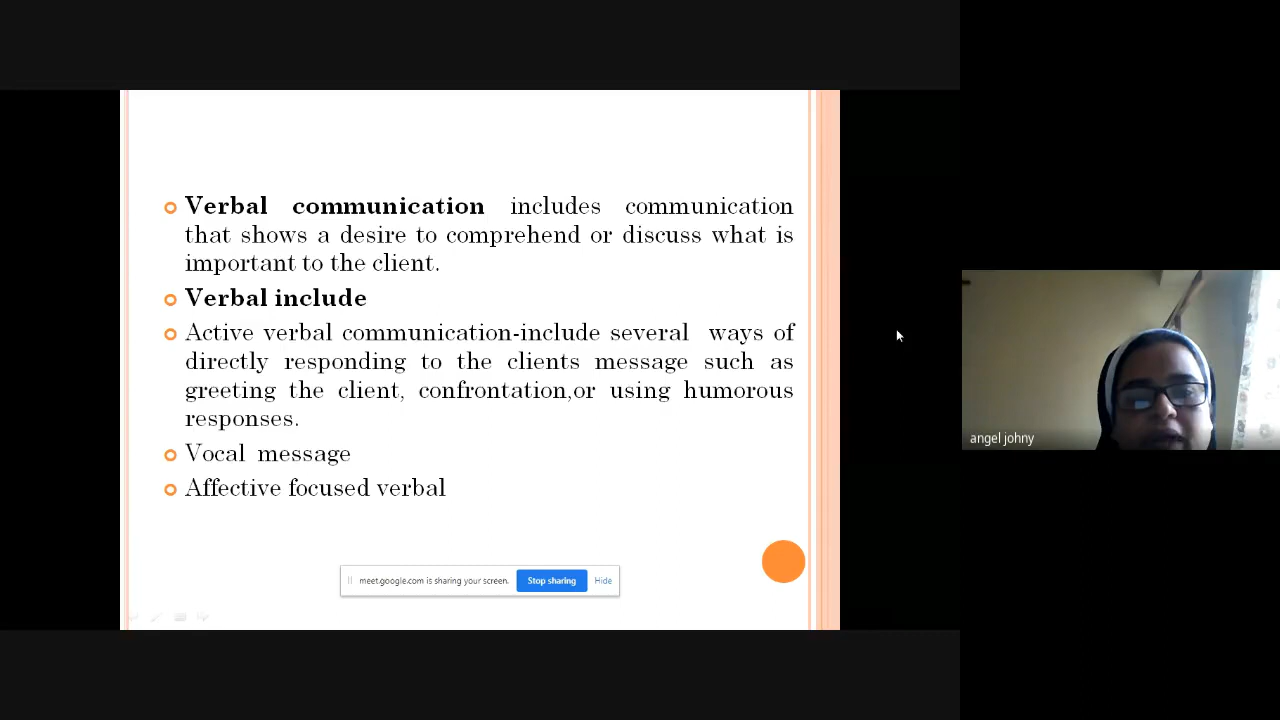 Verbal communication includes communication
that shows a desire to comprehend or discuss what is
important to the client.
Verbal include
Active verbal communication-include several ways of
directly responding to the clients message such as
greeting the client, confrontation,or using humorous
responses.
Vocal message
Affective focused verbal
meet.google.com is sharing your screen.
Stop sharing
Hide
angel johny